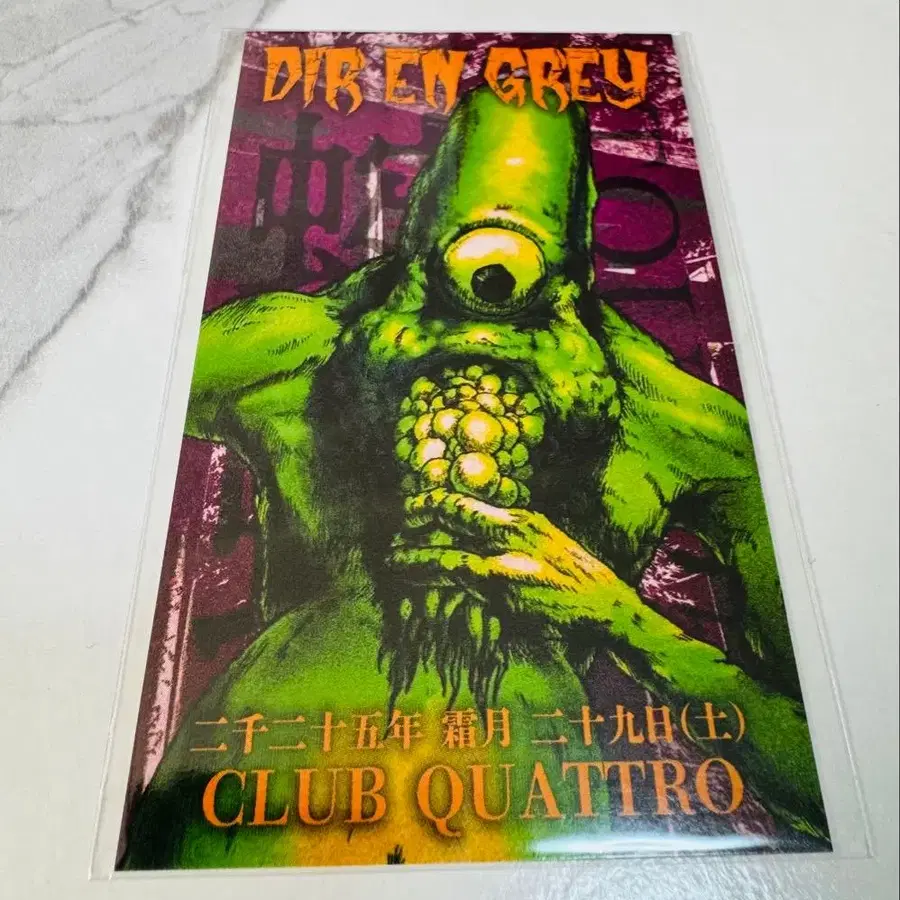 DIR EN GREY
二千二十五年 霜月 二十九日(土)
CLUB QUATTRO